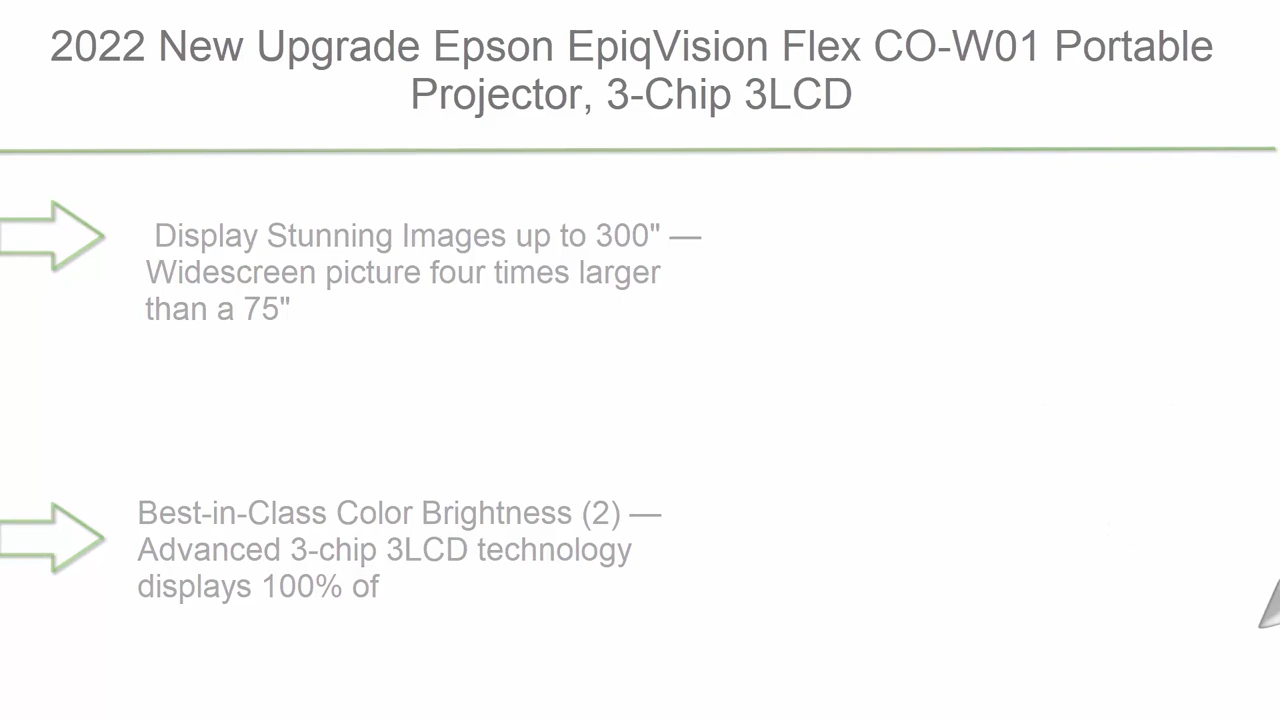 2022 New Upgrade Epson EpiqVision Flex CO-W01 Portable
Projector, 3-Chip 3LCD
Display Stunning Images up to 300" —
Widescreen picture four times larger
than a 75"
Best-in-Class Color Brightness (2) —
Advanced 3-chip 3LCD technology
displays 100% of